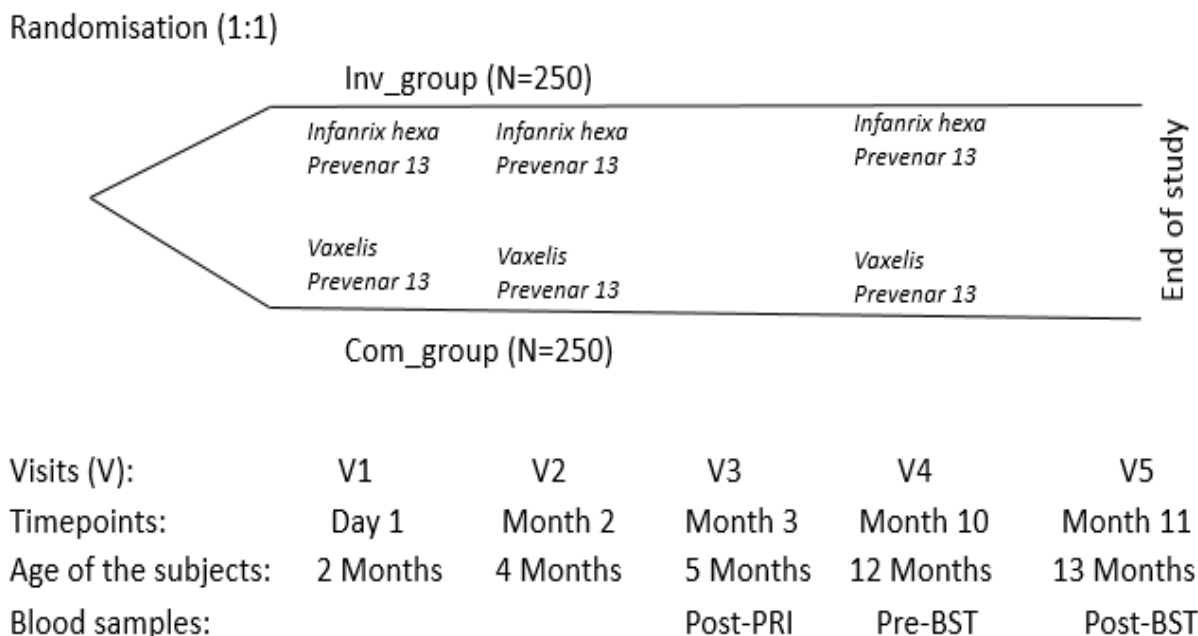 Randomisation (1:1)
Inv_group (N=250)
Infanrix hexa Infanrix hexa Infanrix hexa
Prevenar 13 Prevenar 13 Prevenar 13
End of study
Vaxelis Vaxelis Vaxelis
Prevenar 13 Prevenar 13 Prevenar 13
Com_group (N=250)
Visits (V): V1 V2 V3 V4 V5
Timepoints: Day 1 Month 2 Month 3 Month 10 Month 11
Age of the subjects: 2 Months 4 Months 5 Months 12 Months 13 Months
Blood samples: Post-PRI Pre-BST Post-BST